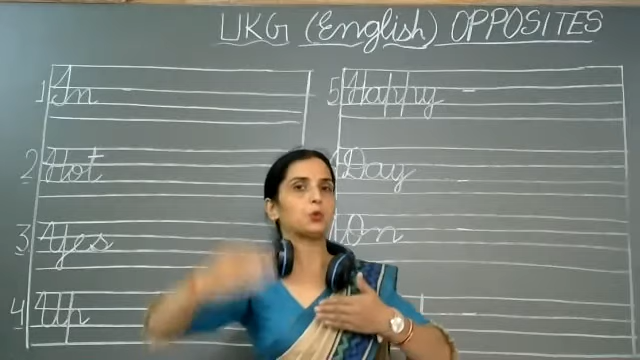 UKG (English) OPPOSITES
1 In -
2 Hot
3 Yes
4 Up
5 Happy -
Day -
On -